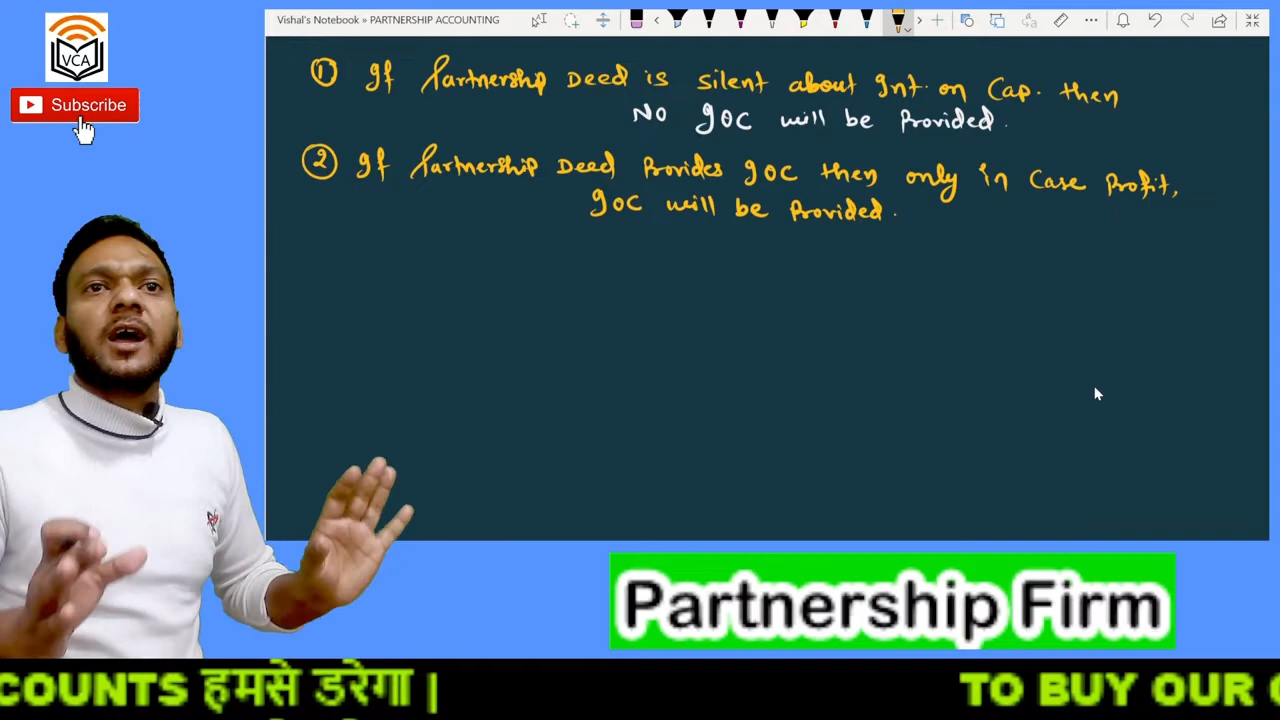 Vishal's Notebook » PARTNERSHIP ACCOUNTING
VCA
Subscribe
① If Partnership Deed is silent about Int. on Cap. then
NO IOC will be Provided.
② If Partnership Deed Provides IOC then only in Case Profit,
IOC will be Provided.
Partnership Firm
COUNTS हमसे डरेगा |
TO BUY OUR C